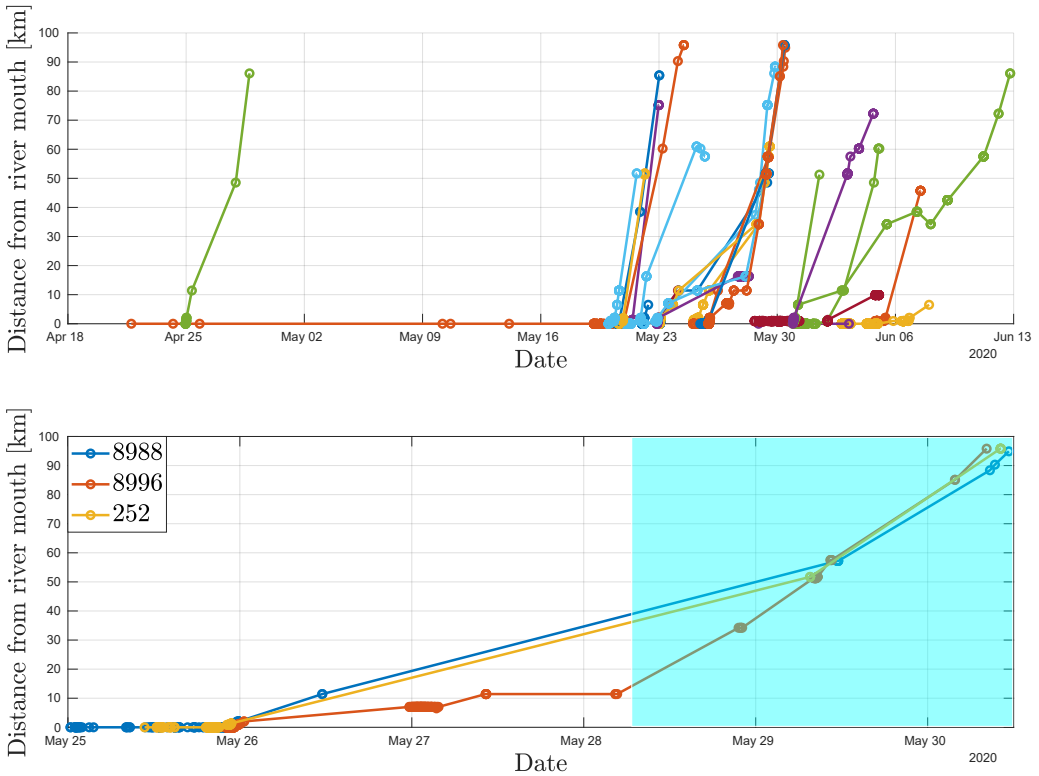 Distance from river mouth [km]
100
90
80
70
60
50
40
30
20
10
0
Apr 18
Apr 25
May 02
May 09
May 16
May 23
May 30
Jun 06
Jun 13
Date
2020
Distance from river mouth [km]
100
90
80
70
60
50
40
30
20
10
0
8988
8996
252
May 25
May 26
May 27
May 28
May 29
May 30
Date
2020